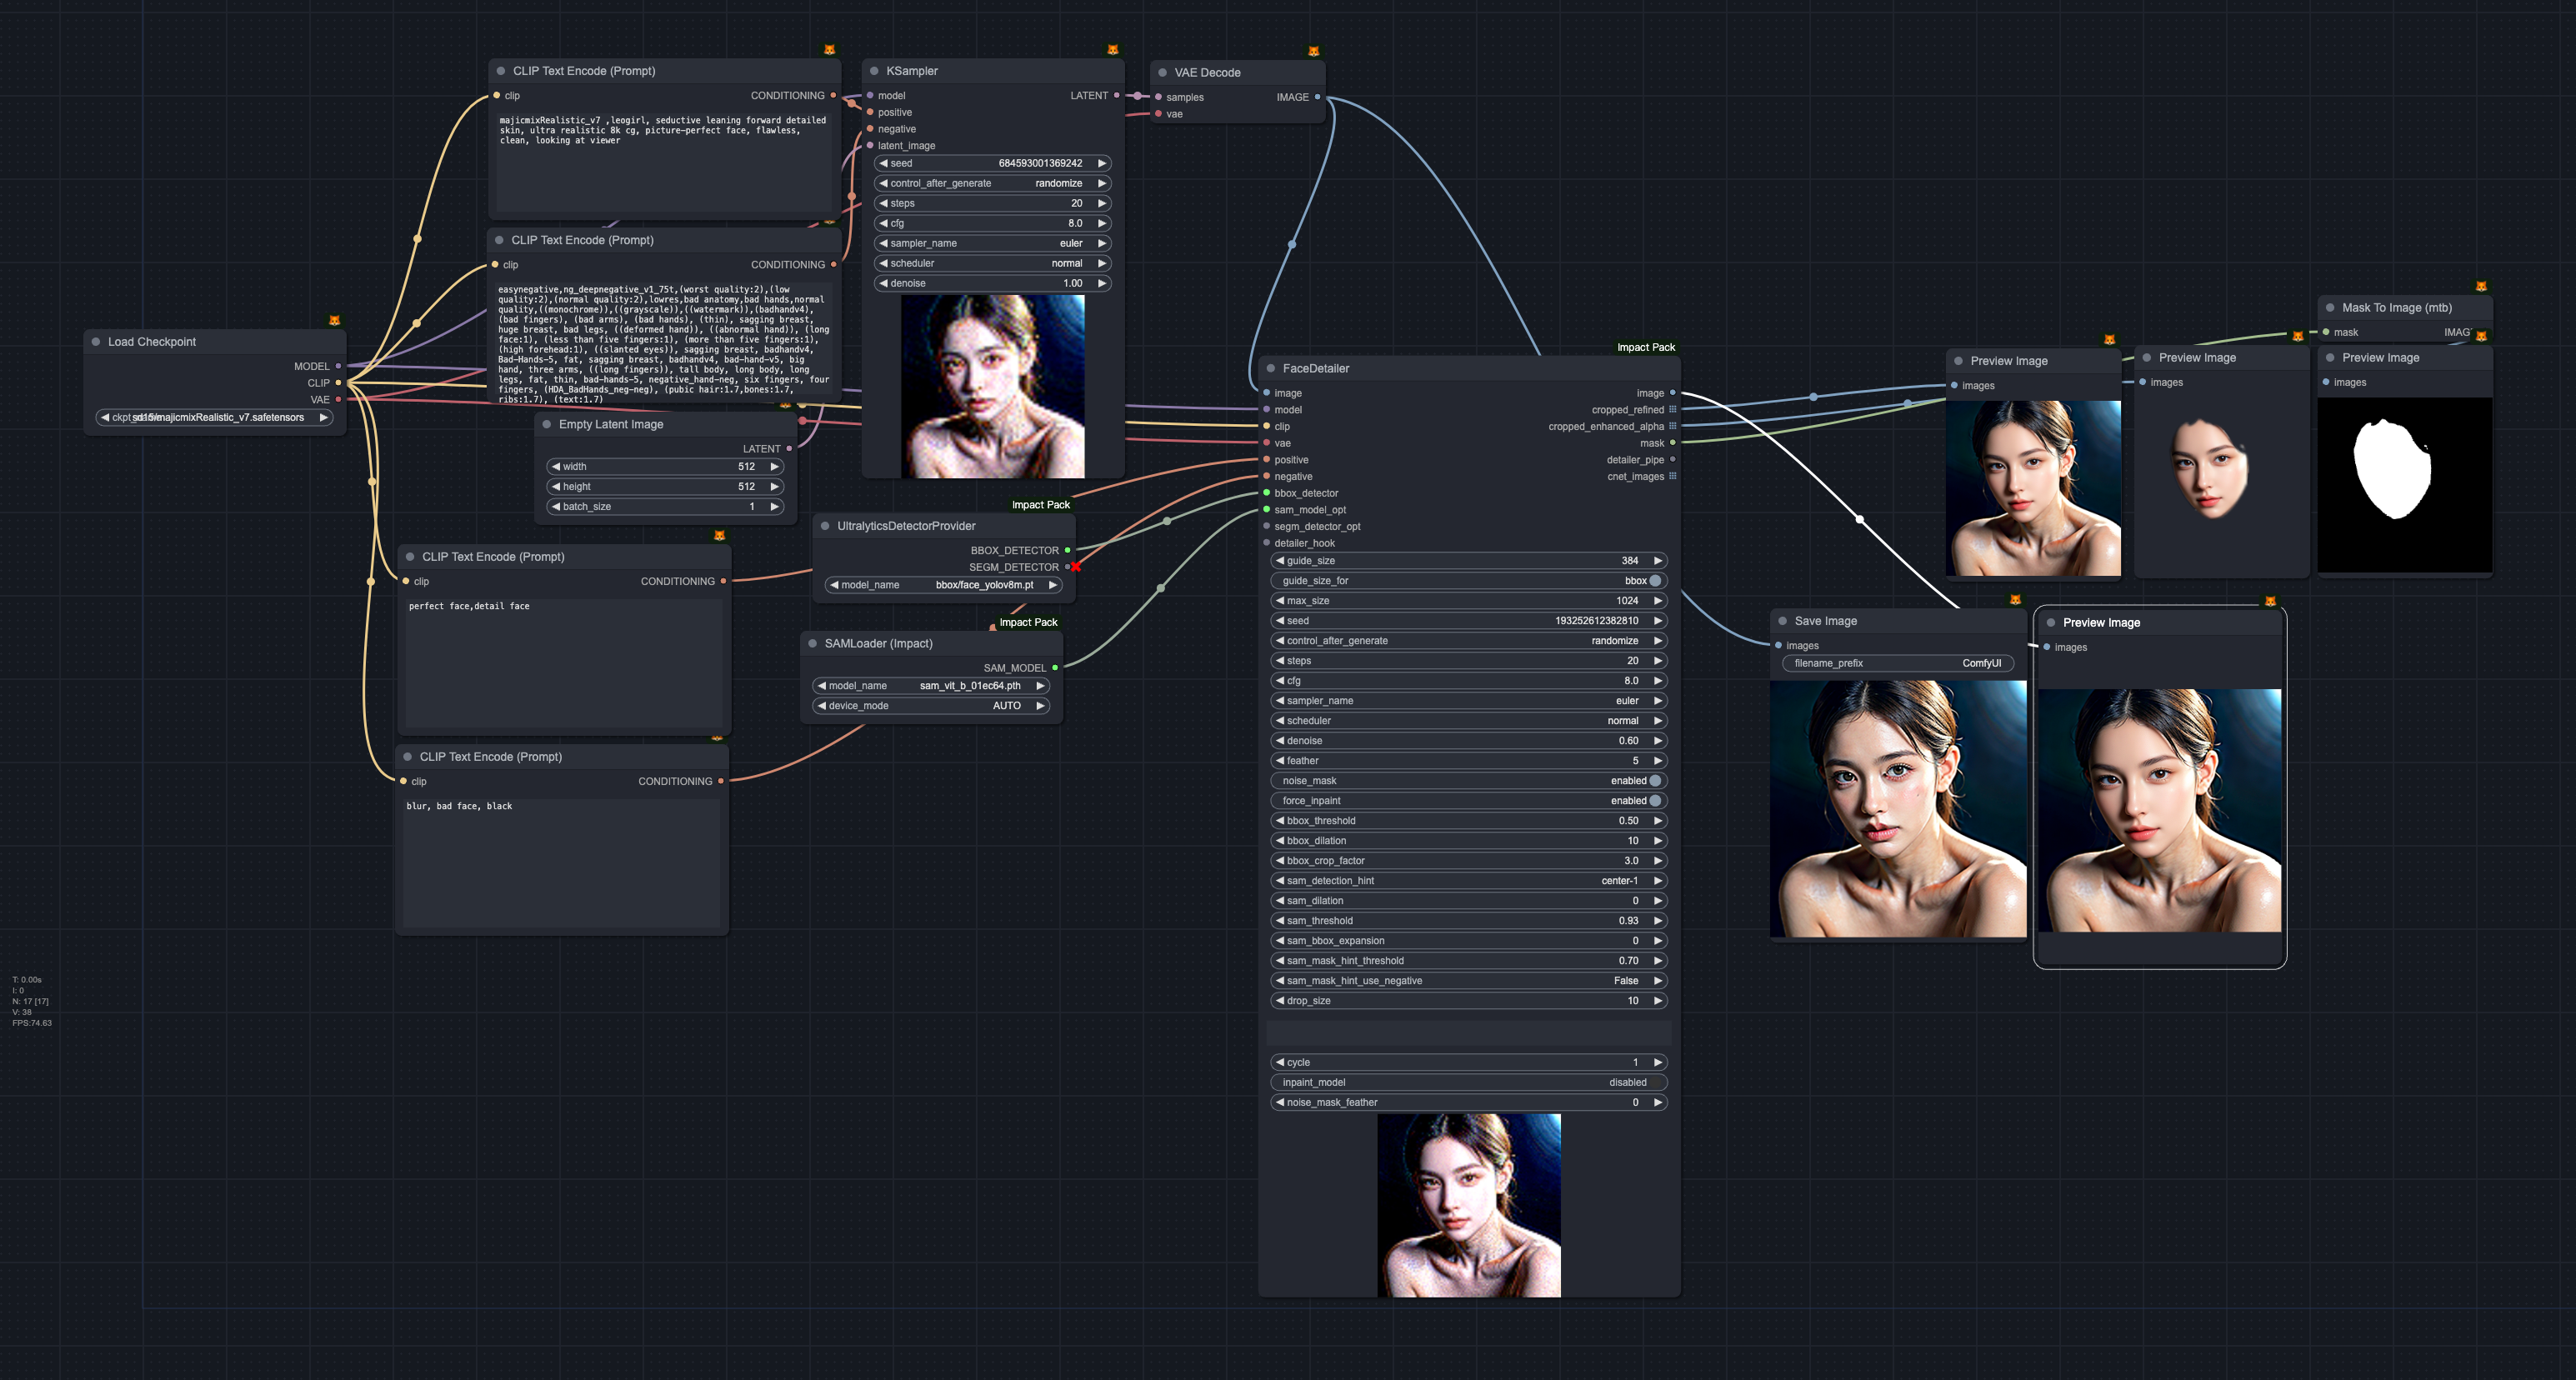 Load Checkpoint
MODEL
CLIP
VAE
CLIP Text Encode (Prompt)
clip
CONDITIONING
majicmixRealistic_v7 ,leogirl, seductive leaning forward detailed
skin, ultra realistic 8k cg, picture-perfect face, flawless,
clean, looking at viewer
CLIP Text Encode (Prompt)
clip
CONDITIONING
easynegative,ng_deepnegative_v1_75t,(worst quality:2),(low
quality:2),(normal quality:2),lowres,bad anatomy,bad hands,normal
quality,((monochrome)),((grayscale)),((watermark)),(badhandv4),
(bad fingers), (bad arms), (bad hands), (thin), sagging breast,
huge breast, bad legs, ((deformed hand)), ((abnormal hand)), (long
face:1), (less than five fingers:1), (more than five fingers:1),
(high forehead:1), ((slanted eyes)), sagging breast, badhandv4,
Bad-Hands-5, fat, sagging breast, badhandv4, bad-hand-v5, big
hand, three arms, ((long fingers)), tall body, long body, long
legs, fat, thin, bad-hands-5, negative_hand-neg, six fingers, four
fingers, (HDA_BadHands_neg-neg), (pubic hair:1.7,bones:1.7,
ribs:1.7), (text:1.7)
Empty Latent Image
LATENT
width 512
height 512
batch_size 1
CLIP Text Encode (Prompt)
clip
CONDITIONING
perfect face,detail face
CLIP Text Encode (Prompt)
clip
CONDITIONING
blur, bad face, black
KSampler
model LATENT
positive
negative
latent_image
seed 684593001369242
control_after_generate randomize
steps 20
cfg 8.0
sampler_name euler
scheduler normal
denoise 1.00
VAE Decode
samples IMAGE
vae
Impact Pack
UltralyticsDetectorProvider
BBOX_DETECTOR
SEGM_DETECTOR
model_name bbox/face_yolov8m.pt
Impact Pack
SAMLoader (Impact)
SAM_MODEL
model_name sam_vit_b_01ec64.pth
device_mode AUTO
Impact Pack
FaceDetailer
image image
model cropped_refined
clip cropped_enhanced_alpha
vae mask
positive detailer_pipe
negative cnet_images
bbox_detector
sam_model_opt
segm_detector_opt
detailer_hook
guide_size 384
guide_size_for bbox
max_size 1024
seed 193252612382810
control_after_generate randomize
steps 20
cfg 8.0
sampler_name euler
scheduler normal
denoise 0.60
feather 5
noise_mask enabled
force_inpaint enabled
bbox_threshold 0.50
bbox_dilation 10
bbox_crop_factor 3.0
sam_detection_hint center-1
sam_dilation 0
sam_threshold 0.93
sam_bbox_expansion 0
sam_mask_hint_threshold 0.70
sam_mask_hint_use_negative False
drop_size 10
cycle 1
inpaint_model disabled
noise_mask_feather 0
Preview Image
images
Preview Image
images
Mask To Image (mtb)
mask
Preview Image
images
Save Image
images
filename_prefix ComfyUI
Preview Image
images
T: 0.00s
I: 0
N: 17 [17]
V: 38
FPS:74.63